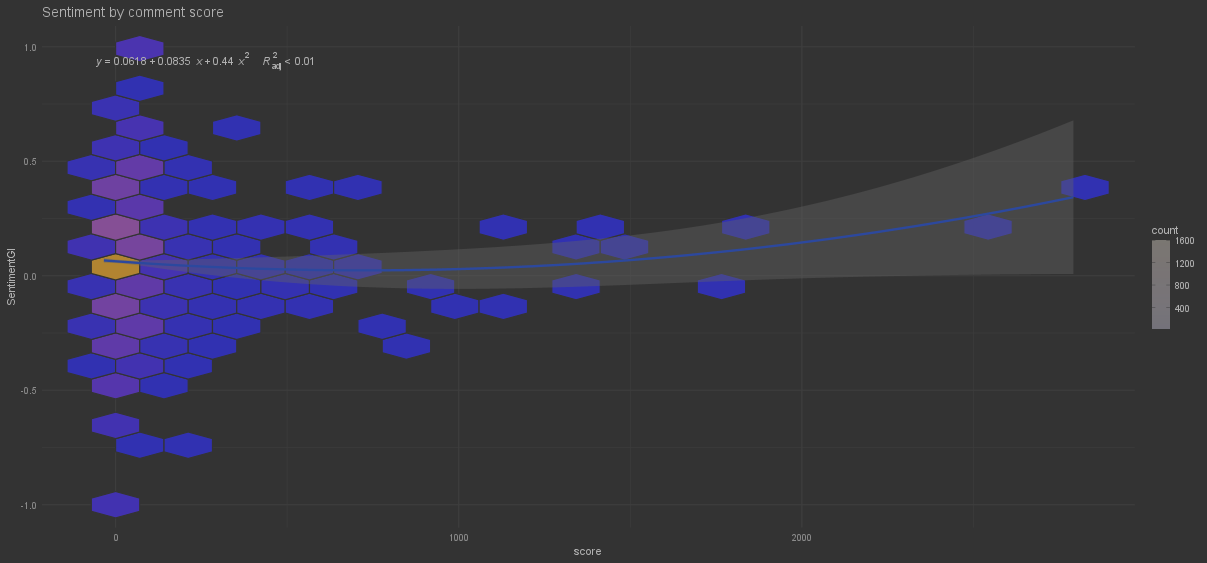 Sentiment by comment score
y = 0.0618 + 0.0835 x + 0.44 x² R²adj < 0.01
1.0
0.5
0.0
-0.5
-1.0
SentimentGI
0
1000
2000
score
count
1600
1200
800
400